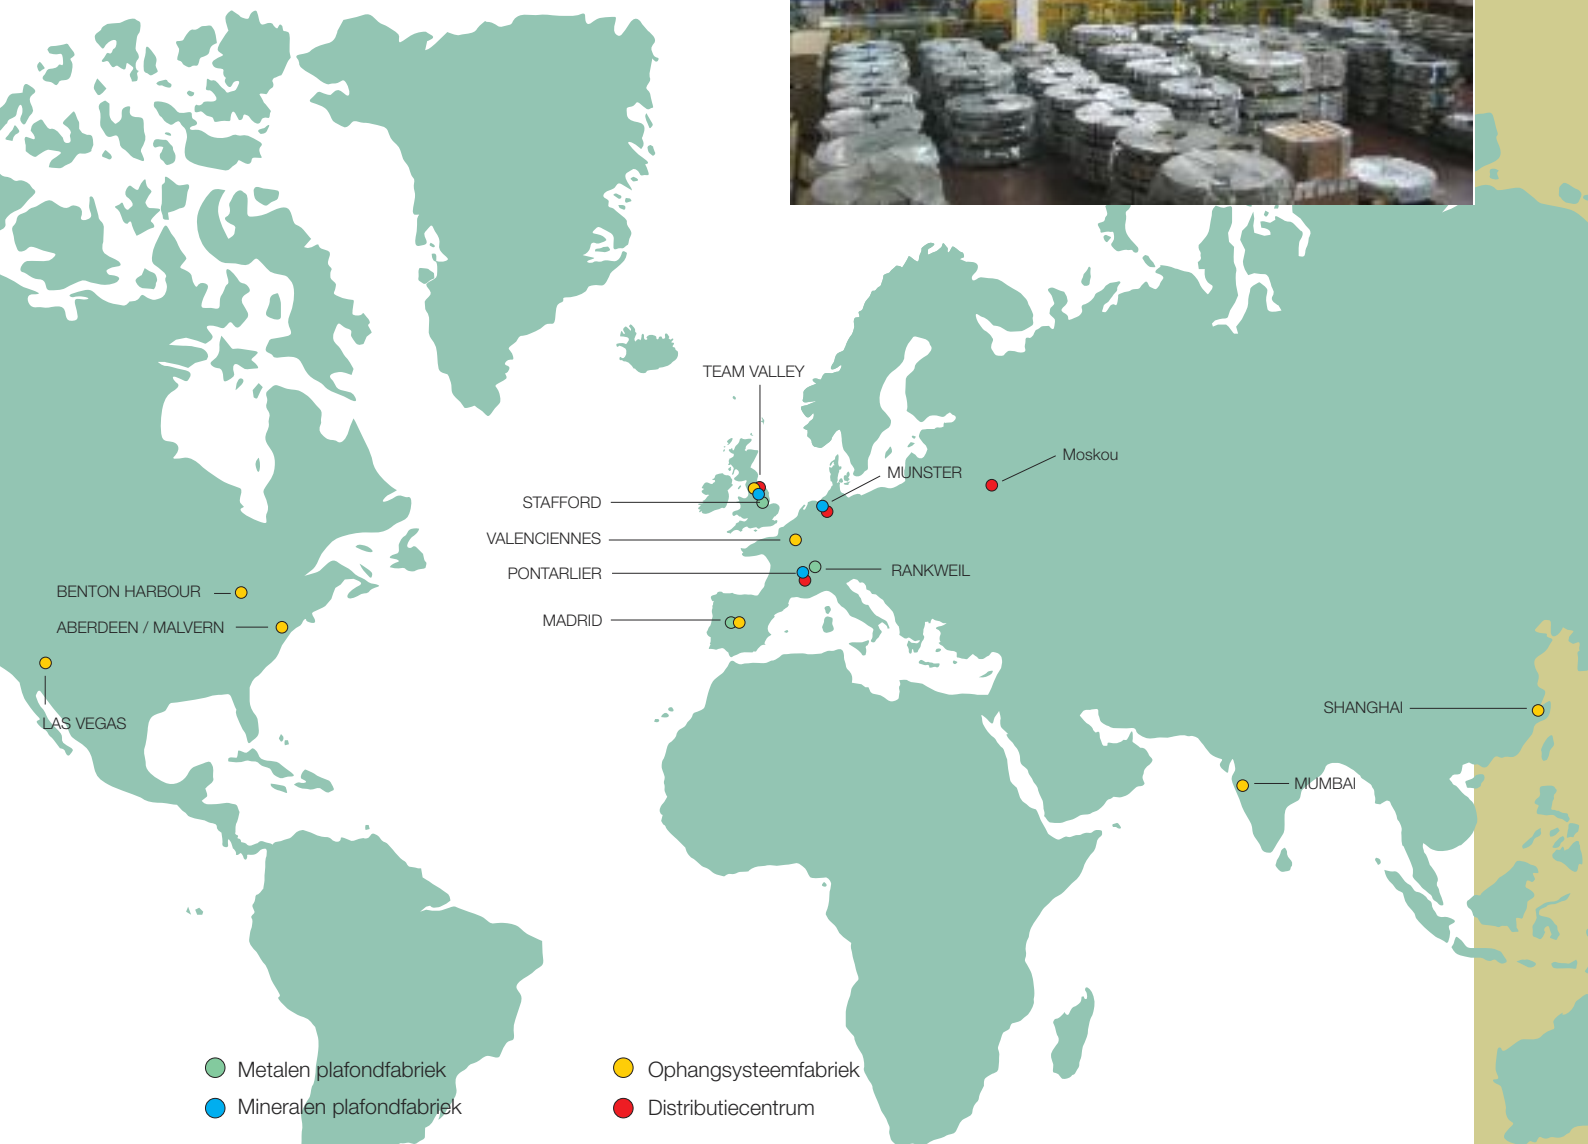 TEAM VALLEY
Moskou
MUNSTER
STAFFORD
VALENCIENNES
PONTARLIER
RANKWEIL
BENTON HARBOUR
ABERDEEN / MALVERN
MADRID
LAS VEGAS
SHANGHAI
MUMBAI
Metalen plafondfabriek
Ophangsysteemfabriek
Mineralen plafondfabriek
Distributiecentrum